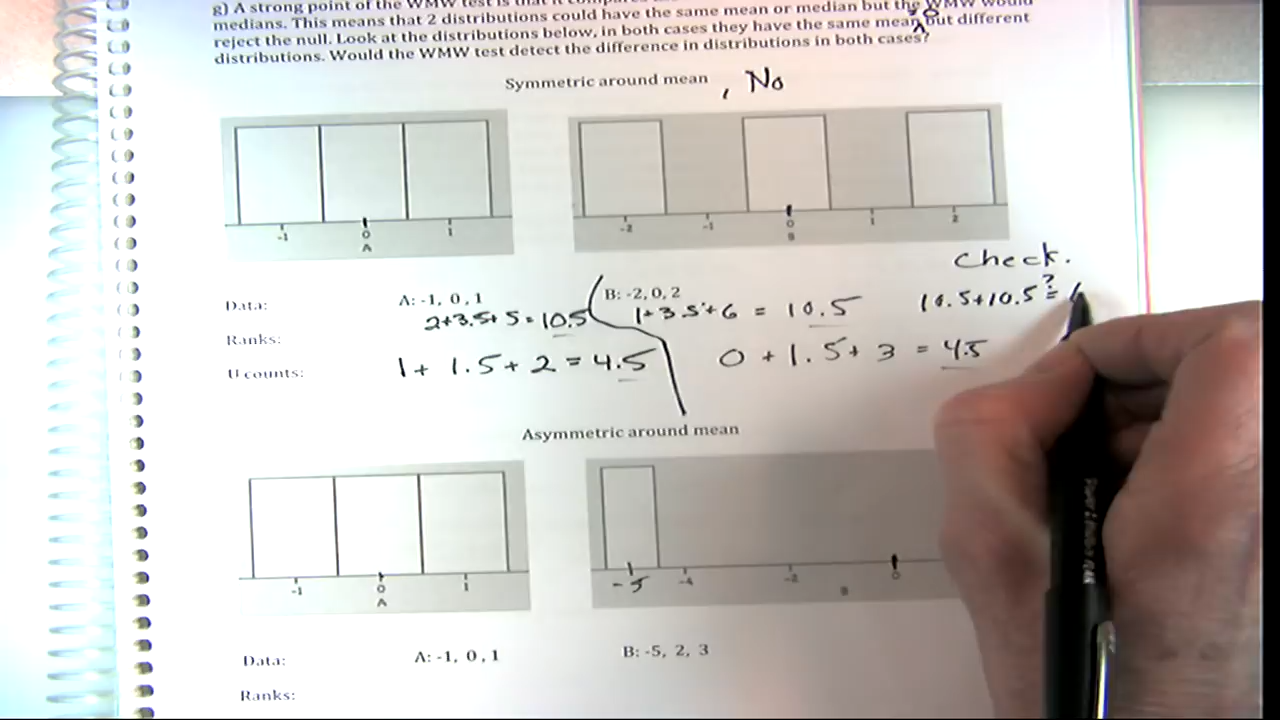 g) A strong point of the WMW test is that it compares
medians. This means that 2 distributions could have the same mean or median but the WMW would
reject the null. Look at the distributions below, in both cases they have the same mean, but different
distributions. Would the WMW test detect the difference in distributions in both cases?
Symmetric around mean , No
-1 0 1
A
-2 -1 0 1 2
B
check.
Data: A: -1, 0, 1 B: -2, 0, 2
10.5+10.5 ?=
Ranks: 2+3.5+5=10.5 1+3.5+6 = 10.5
U counts: 1+ 1.5+2 = 4.5 0 + 1.5+ 3 = 4.5
Asymmetric around mean
-1 0 1
A
-5 -4 -2 0
B
Data: A: -1, 0, 1 B: -5, 2, 3
Ranks: